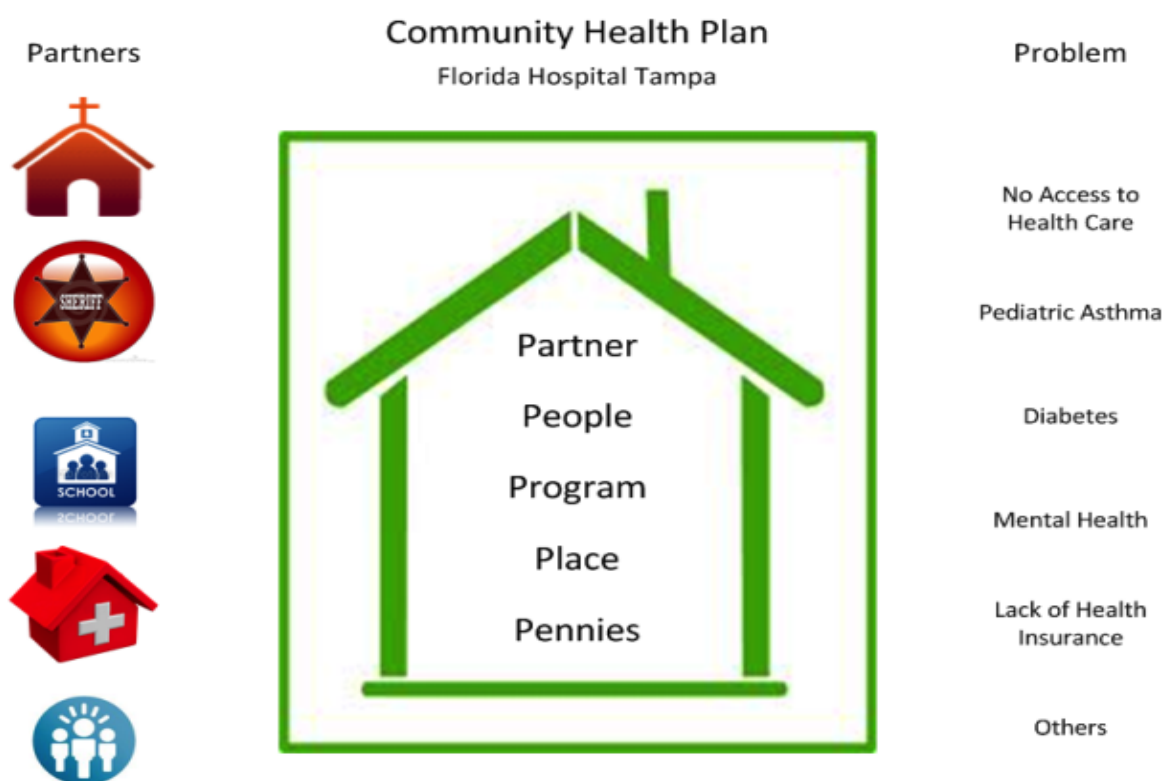 Partners
Community Health Plan
Florida Hospital Tampa
Problem
SHERIFF
SCHOOL
Partner
People
Program
Place
Pennies
No Access to
Health Care
Pediatric Asthma
Diabetes
Mental Health
Lack of Health
Insurance
Others